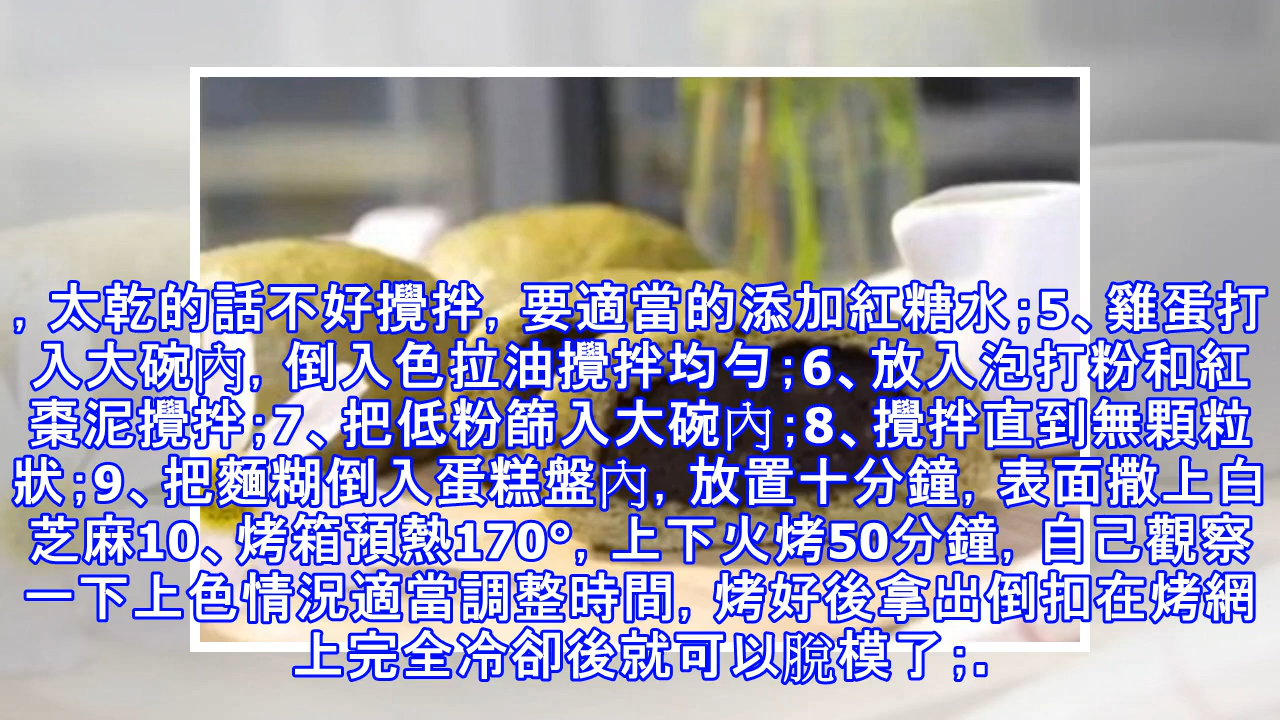 , 太乾的話不好攪拌, 要適當的添加紅糖水;5、雞蛋打
入大碗內, 倒入色拉油攪拌均勻;6、放入泡打粉和紅
棗泥攪拌;7、把低粉篩入大碗內;8、攪拌直到無顆粒
狀;9、把麵糊倒入蛋糕盤內, 放置十分鐘, 表面撒上白
芝麻10、烤箱預熱170°, 上下火烤50分鐘, 自己觀察
一下上色情況適當調整時間, 烤好後拿出倒扣在烤網
上完全冷卻後就可以脫模了;.